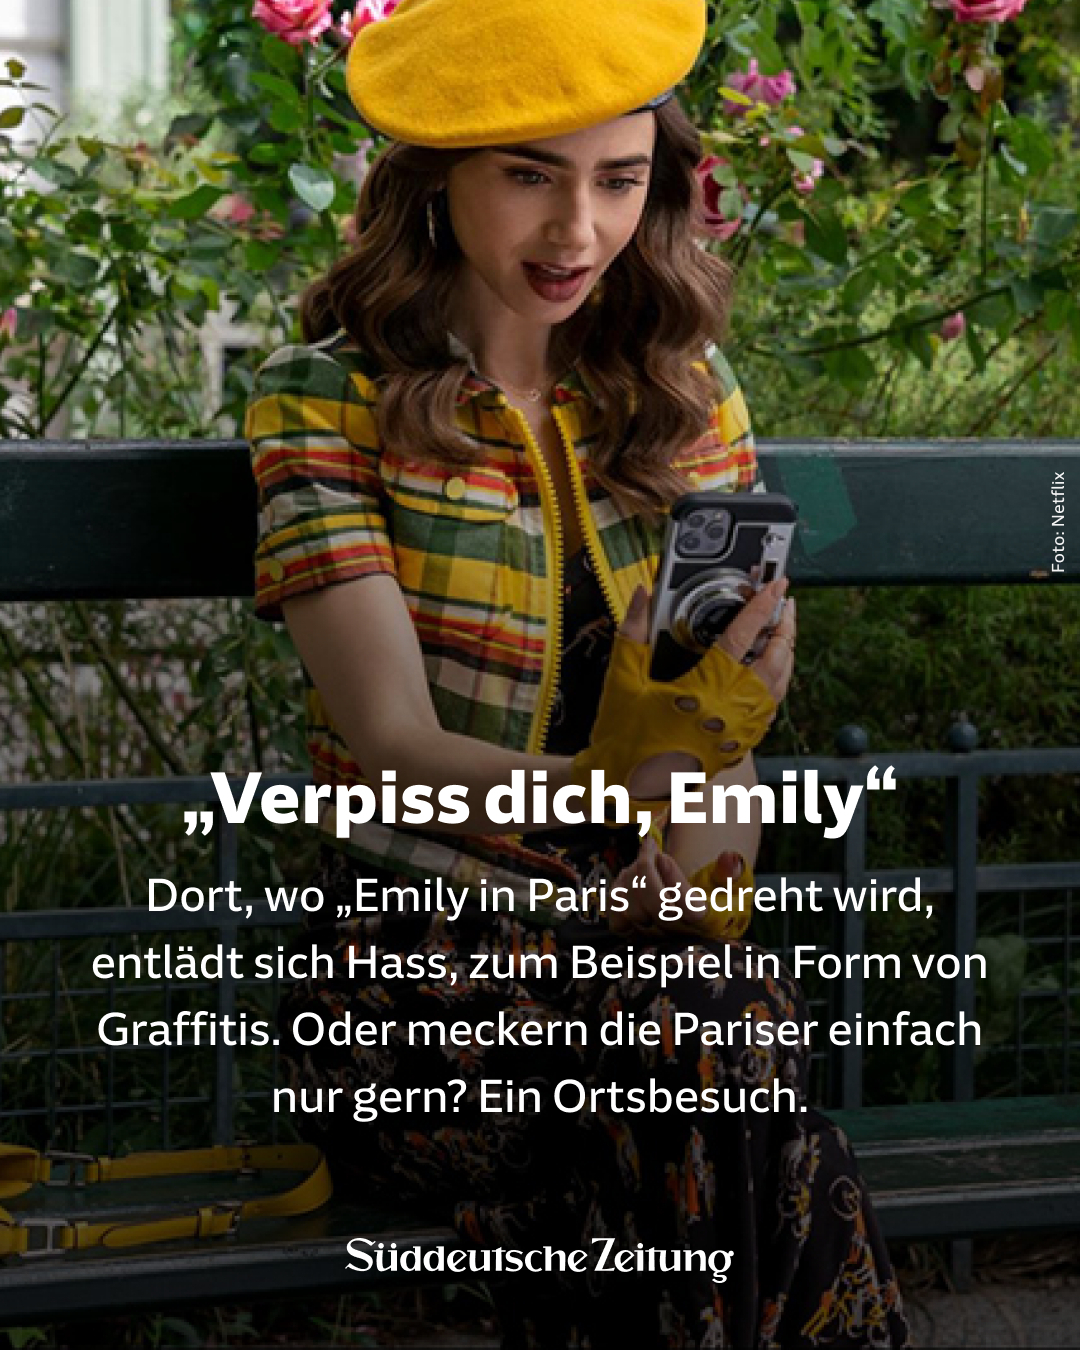 Foto: Netflix
„Verpiss dich, Emily“
Dort, wo „Emily in Paris“ gedreht wird,
entlädt sich Hass, zum Beispiel in Form von
Graffitis. Oder meckern die Pariser einfach
nur gern? Ein Ortsbesuch.
Süddeutsche Zeitung